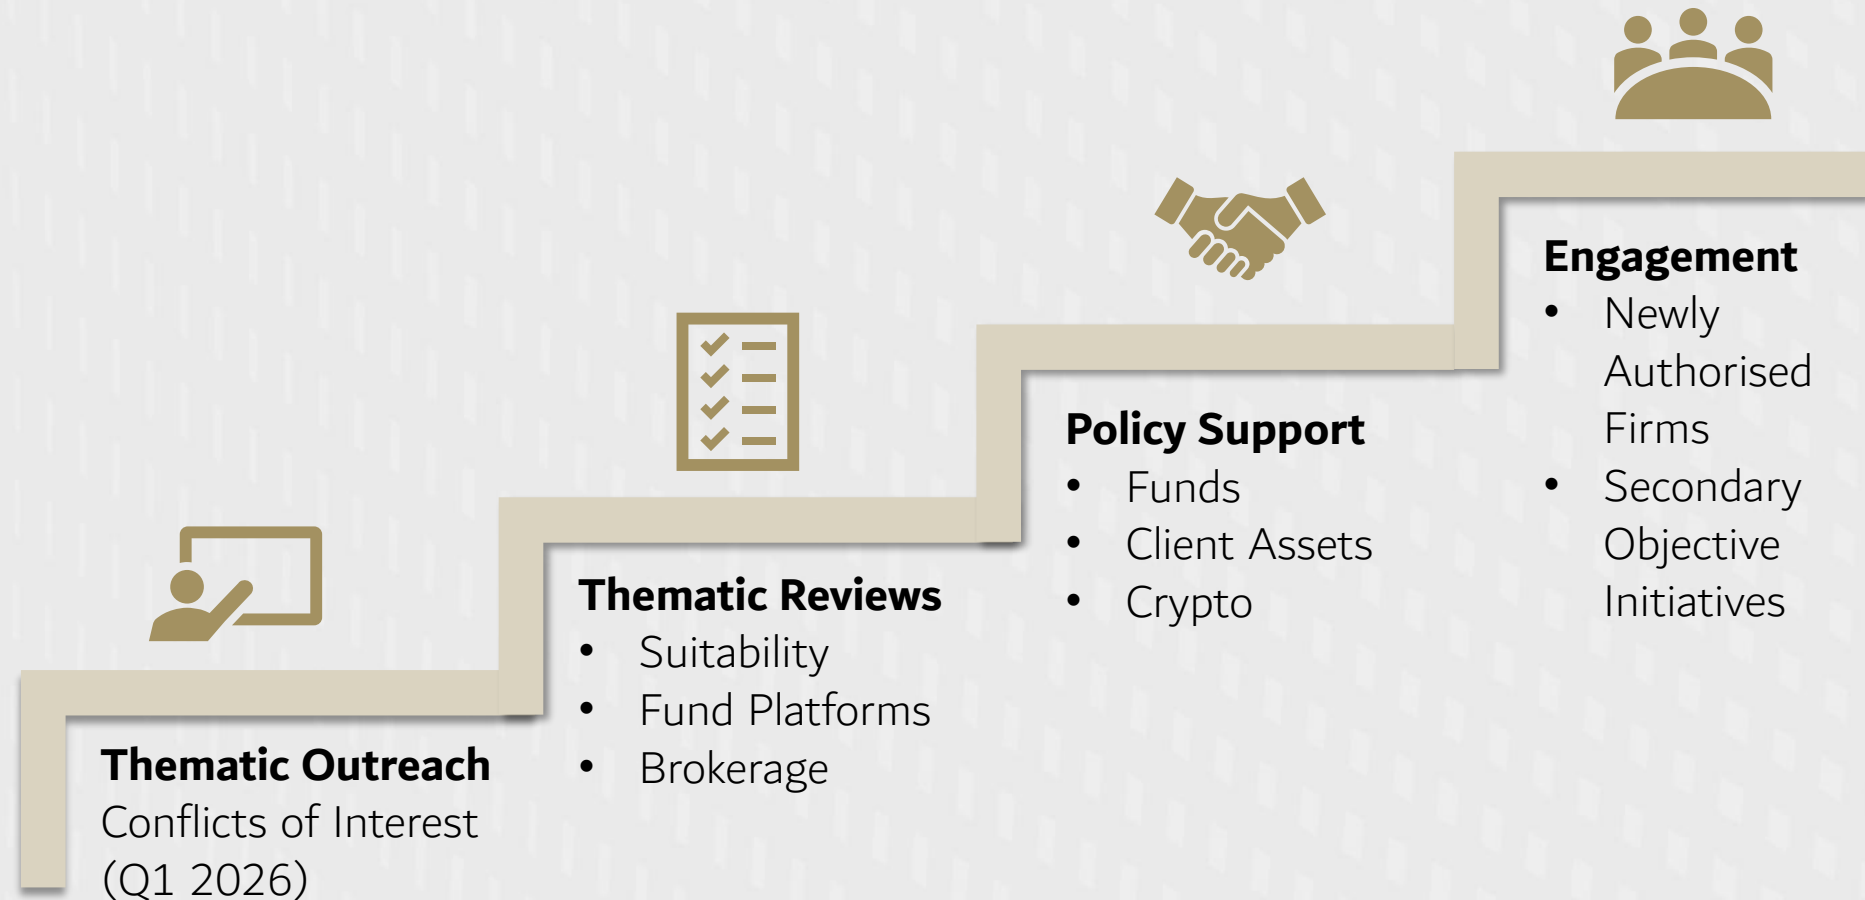 Thematic Outreach
Conflicts of Interest
(Q1 2026)
Thematic Reviews
• Suitability
• Fund Platforms
• Brokerage
Policy Support
• Funds
• Client Assets
• Crypto
Engagement
• Newly
Authorised
Firms
• Secondary
Objective
Initiatives